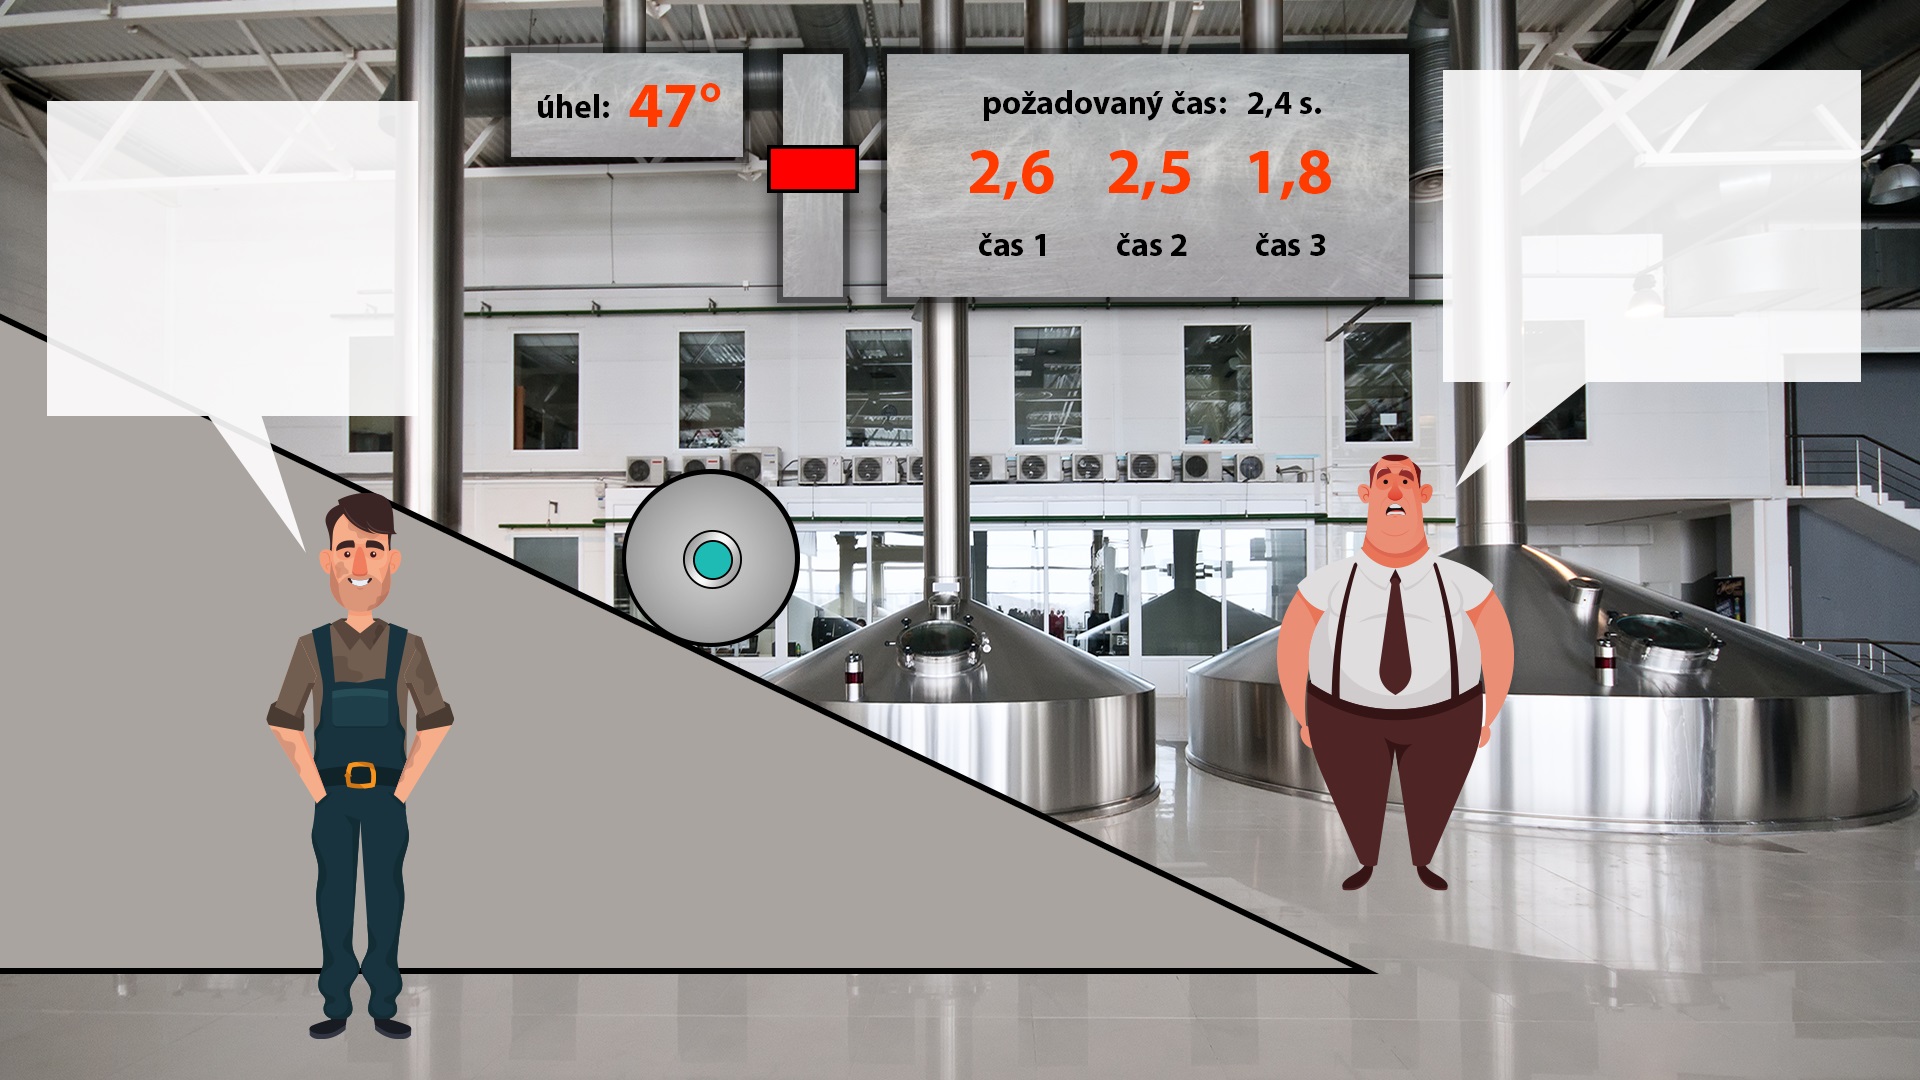 úhel: 47°
požadovaný čas: 2,4 s.
2,6 2,5 1,8
čas 1 čas 2 čas 3